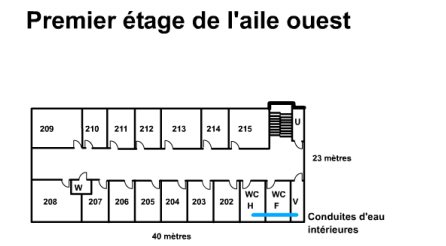 Premier étage de l'aile ouest
209 210 211 212 213 214 215 U
23 mètres
W
208 207 206 205 204 203 202 WC H WC F V
Conduites d'eau
intérieures
40 mètres